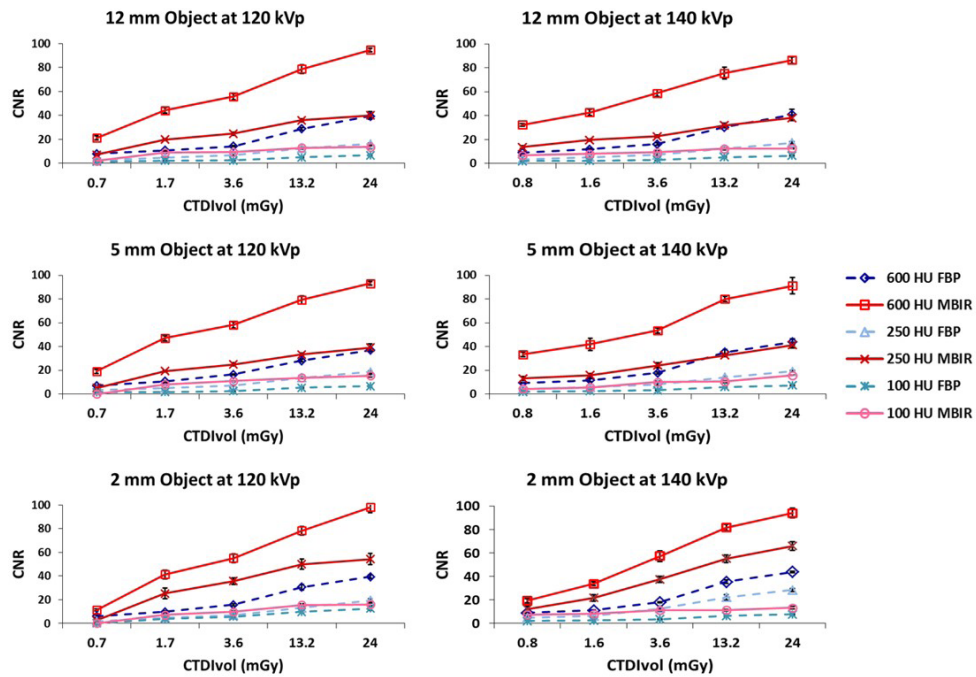 12 mm Object at 120 kVp
100
80
60
40
20
0
CNR
0.7 1.7 3.6 13.2 24
CTDIvol (mGy)
12 mm Object at 140 kVp
100
80
60
40
20
0
0.8 1.6 3.6 13.2 24
CTDIvol (mGy)
5 mm Object at 120 kVp
100
80
60
40
20
0
CNR
0.7 1.7 3.6 13.2 24
CTDIvol (mGy)
5 mm Object at 140 kVp
100
80
60
40
20
0
0.8 1.6 3.6 13.2 24
CTDIvol (mGy)
600 HU FBP
600 HU MBIR
250 HU FBP
250 HU MBIR
100 HU FBP
100 HU MBIR
2 mm Object at 120 kVp
100
80
60
40
20
0
CNR
0.7 1.7 3.6 13.2 24
CTDIvol (mGy)
2 mm Object at 140 kVp
100
80
60
40
20
0
0.8 1.6 3.6 13.2 24
CTDIvol (mGy)